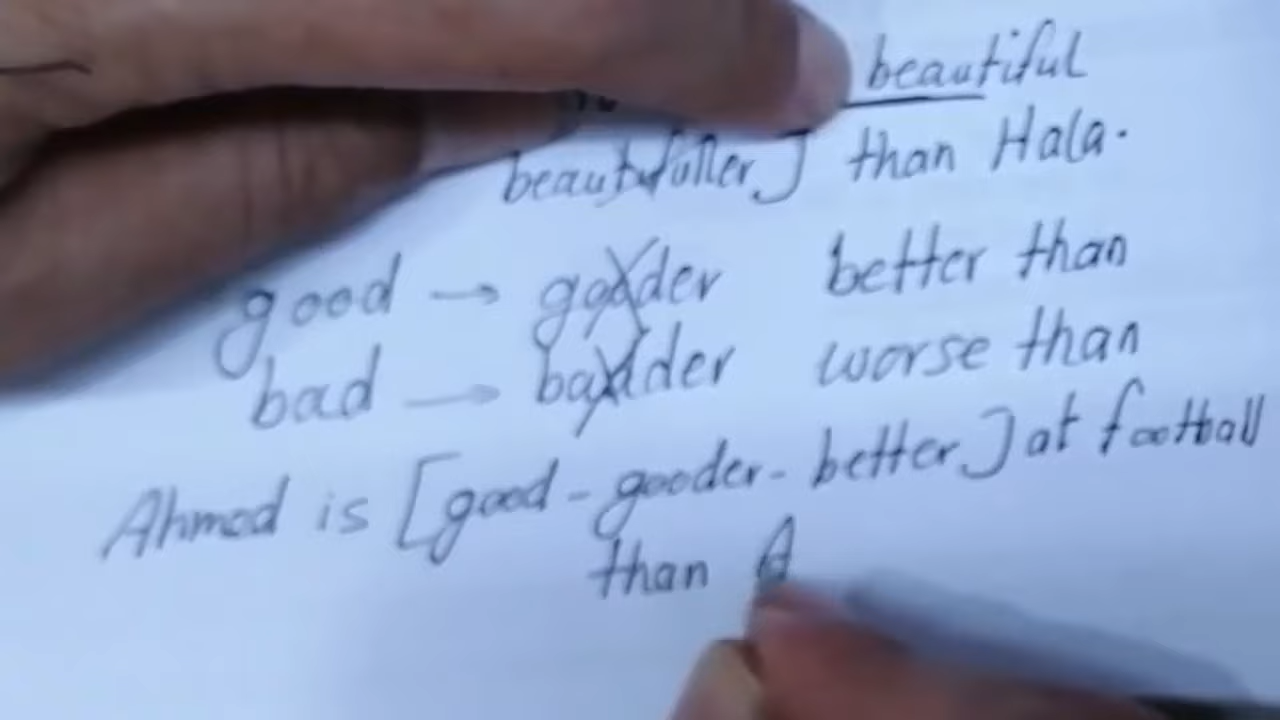 beautiful
beautifuller] than Hala.
good → gooder better than
bad → badder worse than
Ahmed is [good - gooder - better] at football
than A